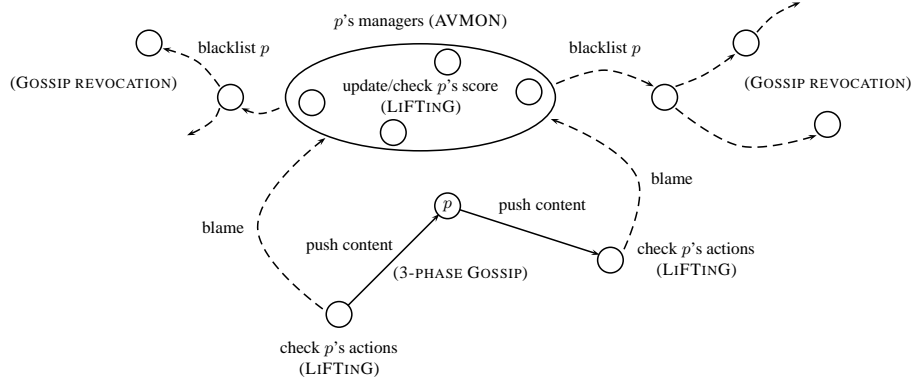 p's managers (AVMON)
blacklist p
blacklist p
(GOSSIP REVOCATION)
update/check p's score
(LIFTING)
(GOSSIP REVOCATION)
blame
p
push content
blame
push content
check p's actions
(LIFTING)
(3-PHASE GOSSIP)
check p's actions
(LIFTING)